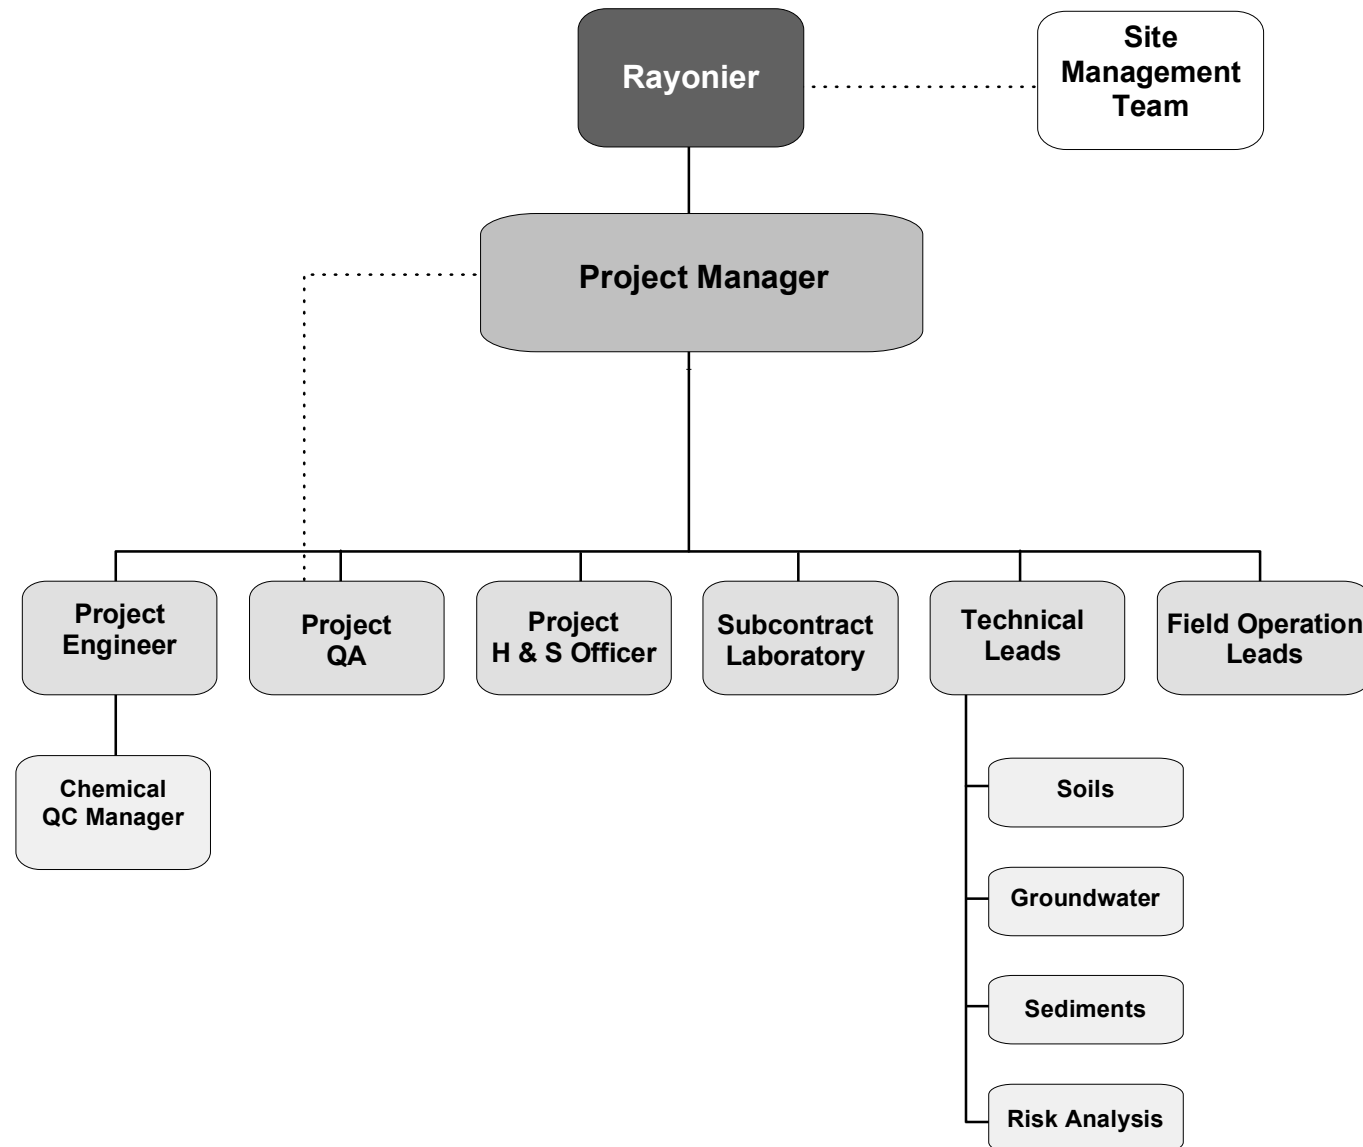 Rayonier
Site
Management
Team
Project Manager
Project
Engineer
Project
QA
Project
H & S Officer
Subcontract
Laboratory
Technical
Leads
Field Operation
Leads
Chemical
QC Manager
Soils
Groundwater
Sediments
Risk Analysis